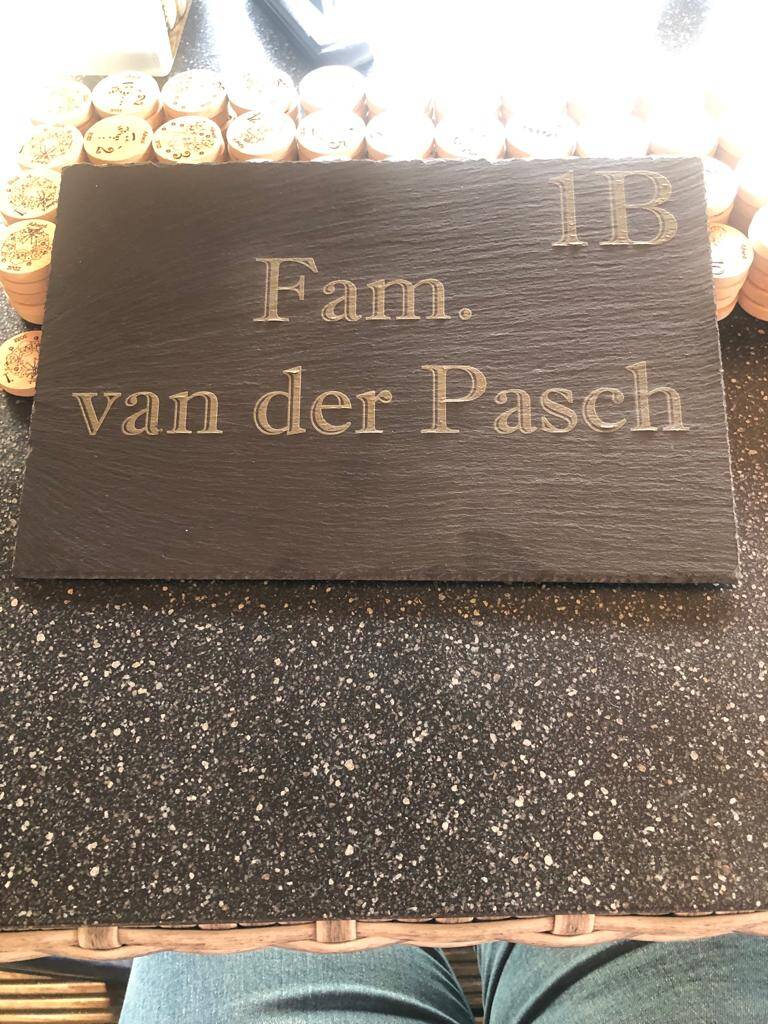 1B
Fam.
van der Pasch